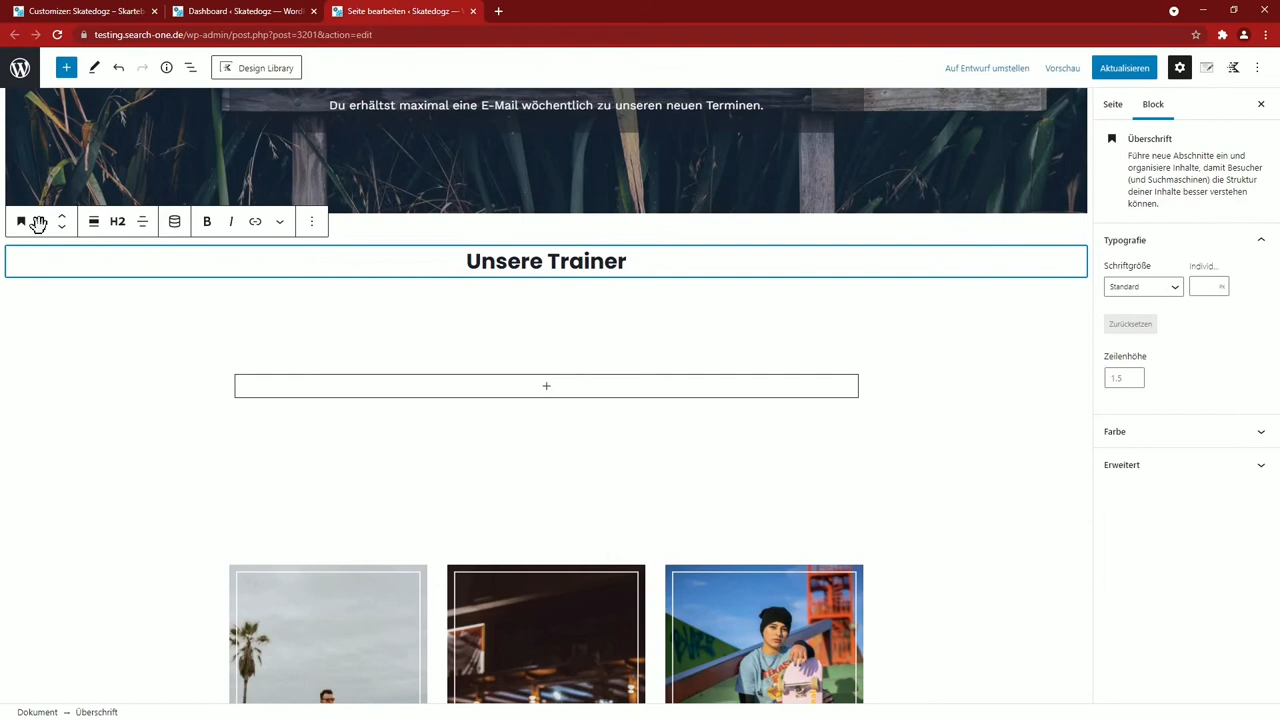 Customizer: Skatedogz – Skarteb
Dashboard ‹ Skatedogz — Word
Seite bearbeiten ‹ Skatedogz — W
testing.search-one.de/wp-admin/post.php?post=3201&action=edit
Design Library
Auf Entwurf umstellen
Vorschau
Aktualisieren
Du erhältst maximal eine E-Mail wöchentlich zu unseren neuen Terminen.
H2
B
I
Unsere Trainer
Seite
Block
Überschrift
Führe neue Abschnitte ein und
organisiere Inhalte, damit Besucher
(und Suchmaschinen) die Struktur
deiner Inhalte besser verstehen
können.
Typografie
Schriftgröße
Individ...
Standard
Zurücksetzen
Zeilenhöhe
1.5
Farbe
Erweitert
Dokument → Überschrift